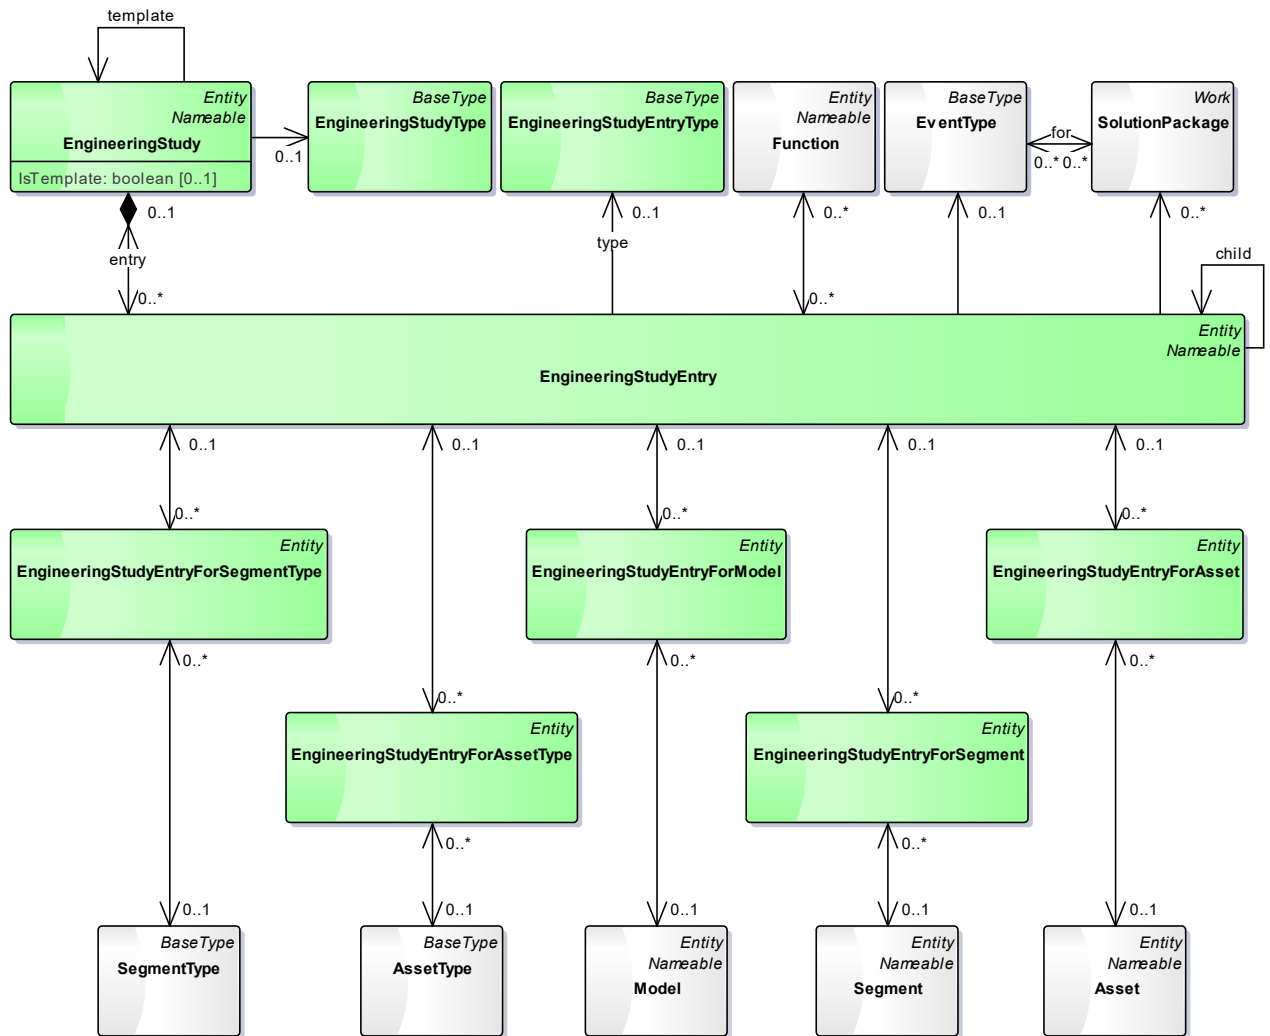 template
Entity
Nameable
EngineeringStudy
IsTemplate: boolean [0..1]
0..1
BaseType
EngineeringStudyType
BaseType
EngineeringStudyEntryType
Entity
Nameable
Function
BaseType
EventType
for
0..* 0..*
Work
SolutionPackage
0..1
entry
0..*
type
0..1
0..*
0..*
0..1
0..*
child
Entity
Nameable
EngineeringStudyEntry
0..1
0..1
0..1
0..1
0..1
0..*
0..*
0..*
Entity
EngineeringStudyEntryForSegmentType
Entity
EngineeringStudyEntryForModel
Entity
EngineeringStudyEntryForAsset
0..*
0..*
0..*
0..*
0..*
Entity
EngineeringStudyEntryForAssetType
Entity
EngineeringStudyEntryForSegment
0..*
0..*
0..1
0..1
0..1
0..1
0..1
BaseType
SegmentType
BaseType
AssetType
Entity
Nameable
Model
Entity
Nameable
Segment
Entity
Nameable
Asset